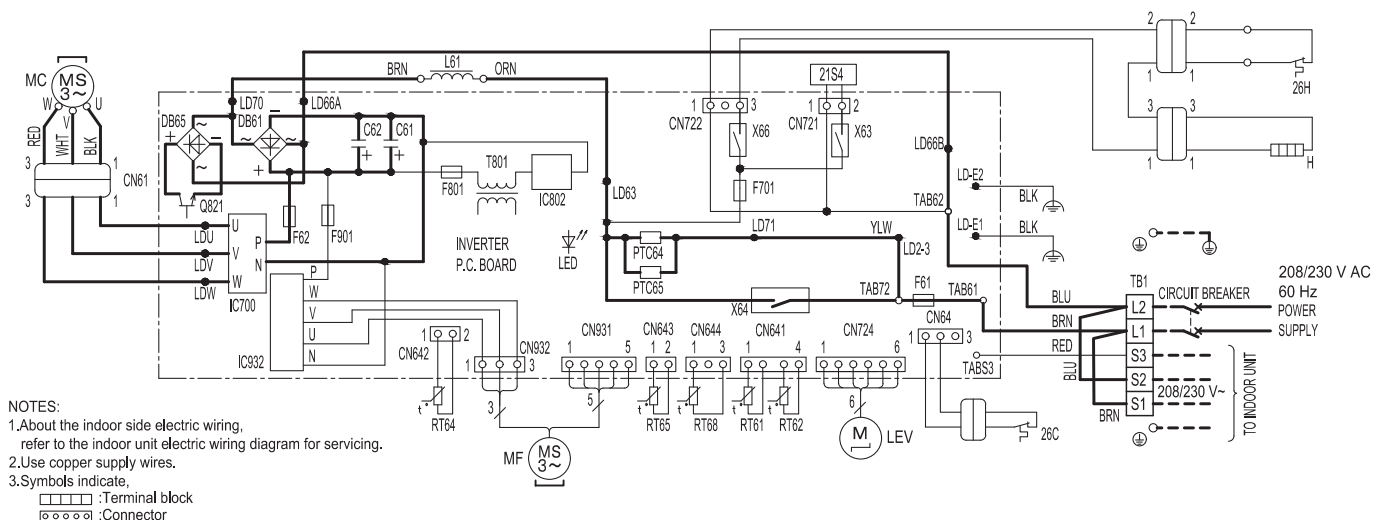 MC
MS
3~
W
V
U
RED
WHT
BLK
3
1
CN61
3
1
BRN
L61
ORN
LD70
LD66A
DB65
DB61
+
~
−
~
~
−
~
+
C62
C61
+
+
Q821
LDU
LDV
LDW
U
V
W
P
N
IC700
F62
F901
F801
T801
IC802
INVERTER
P.C. BOARD
LED
P
W
V
U
N
IC932
LD63
PTC64
PTC65
LD71
YLW
LD2-3
X64
TAB72
F61
TAB61
21S4
1
3
CN722
X66
1
2
CN721
X63
F701
LD66B
TAB62
LD-E2
BLK
LD-E1
BLK
2
2
1
1
26H
3
3
1
1
H
CN642
1
2
t°
RT64
CN932
1
3
3
CN931
1
5
5
MF
MS
3~
CN643
1
2
t°
RT65
CN644
1
3
t°
RT68
CN641
1
4
t°
RT61
t°
RT62
CN724
1
6
6
M
LEV
CN64
1
3
TABS3
26C
BLU
BRN
RED
BLU
BRN
TB1
L2
L1
S3
S2
S1
CIRCUIT BREAKER
208/230 V AC
60 Hz
POWER
SUPPLY
208/230 V~
TO INDOOR UNIT
NOTES:
1.About the indoor side electric wiring,
refer to the indoor unit electric wiring diagram for servicing.
2.Use copper supply wires.
3.Symbols indicate,
:Terminal block
:Connector